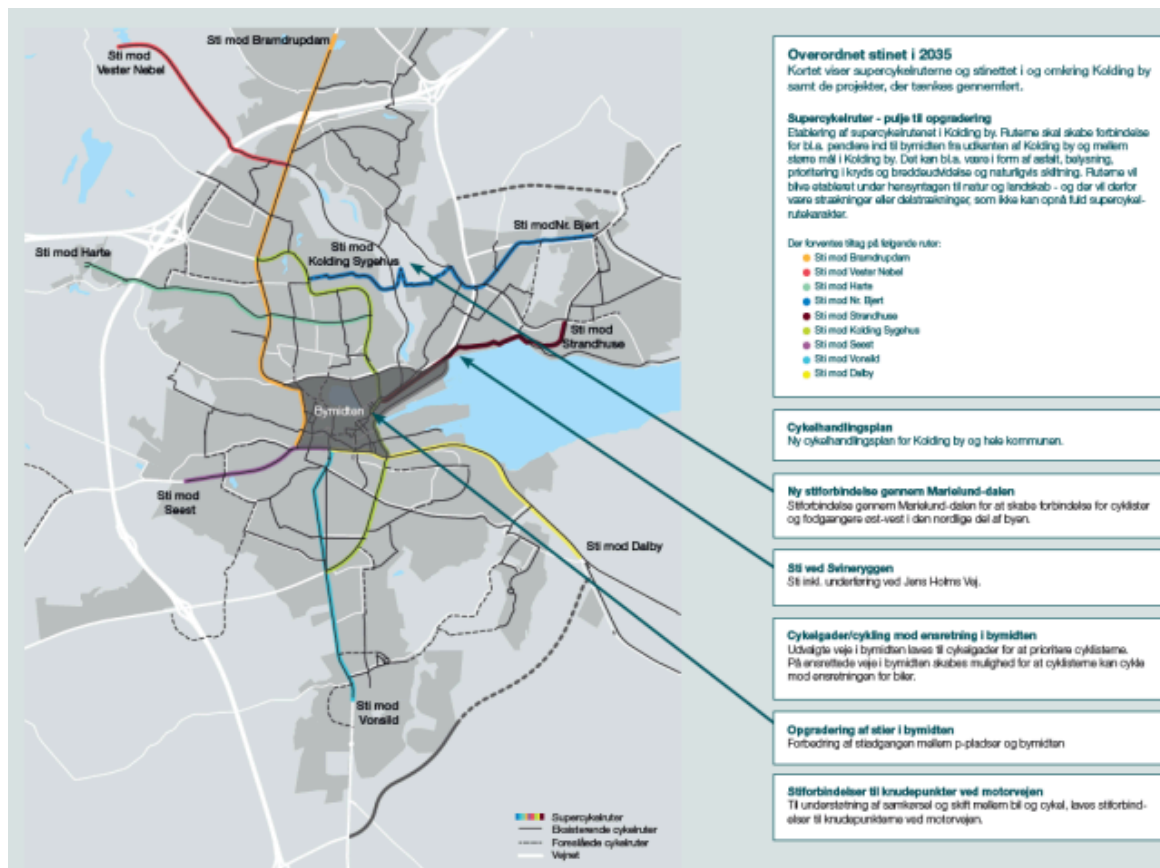 Sti mod Bramdrupdam
Sti mod
Vester Nebel
Sti mod Harte
Sti mod
Kolding Sygehus
Sti modNr. Bjert
Sti mod
Strandhuse
Bymidten
Sti mod
Seest
Sti mod Dalby
Sti mod
Vonsild
Supercykelruter
Eksisterende cykelruter
Foreslåede cykelruter
Vejnet
Overordnet stinet i 2035
Kortet viser supercykelruterne og stinettet i og omkring Kolding by
samt de projekter, der tænkes gennemført.
Supercykelruter - pulje til opgradering
Etablering af supercykelrutenet i Kolding by. Ruterne skal skabe forbindelse
for bl.a. pendlere ind til bymidten fra udkanten af Kolding by og mellem
større mål i Kolding by. Det kan bl.a. være i form af asfalt, belysning,
prioritering i kryds og breddeudvidelse og naturligvis skiltning. Ruterne vil
blive etableret under hensyntagen til natur og landskab - og der vil derfor
være strækninger eller delstrækninger, som ikke kan opnå fuld supercykel-
rutekarakter.
Der forventes tiltag på følgende ruter:
Sti mod Bramdrupdam
Sti mod Vester Nebel
Sti mod Harte
Sti mod Nr. Bjert
Sti mod Strandhuse
Sti mod Kolding Sygehus
Sti mod Seest
Sti mod Vonsild
Sti mod Dalby
Cykelhandlingsplan
Ny cykelhandlingsplan for Kolding by og hele kommunen.
Ny stiforbindelse gennem Marielund-dalen
Stiforbindelse gennem Marielund-dalen for at skabe forbindelse for cyklister
og fodgængere øst-vest i den nordlige del af byen.
Sti ved Svineryggen
Sti inkl. underføring ved Jens Holms Vej.
Cykelgader/cykling mod ensretning i bymidten
Udvalgte veje i bymidten laves til cykelgader for at prioritere cyklisterne.
På ensrettede veje i bymidten skabes mulighed for at cyklisterne kan cykle
mod ensretningen for biler.
Opgradering af stier i bymidten
Forbedring af stiadgangen mellem p-pladser og bymidten
Stiforbindelser til knudepunkter ved motorvejen
Til understøtning af samkørsel og skift mellem bil og cykel, laves stiforbind-
elser til knudepunkterne ved motorvejen.